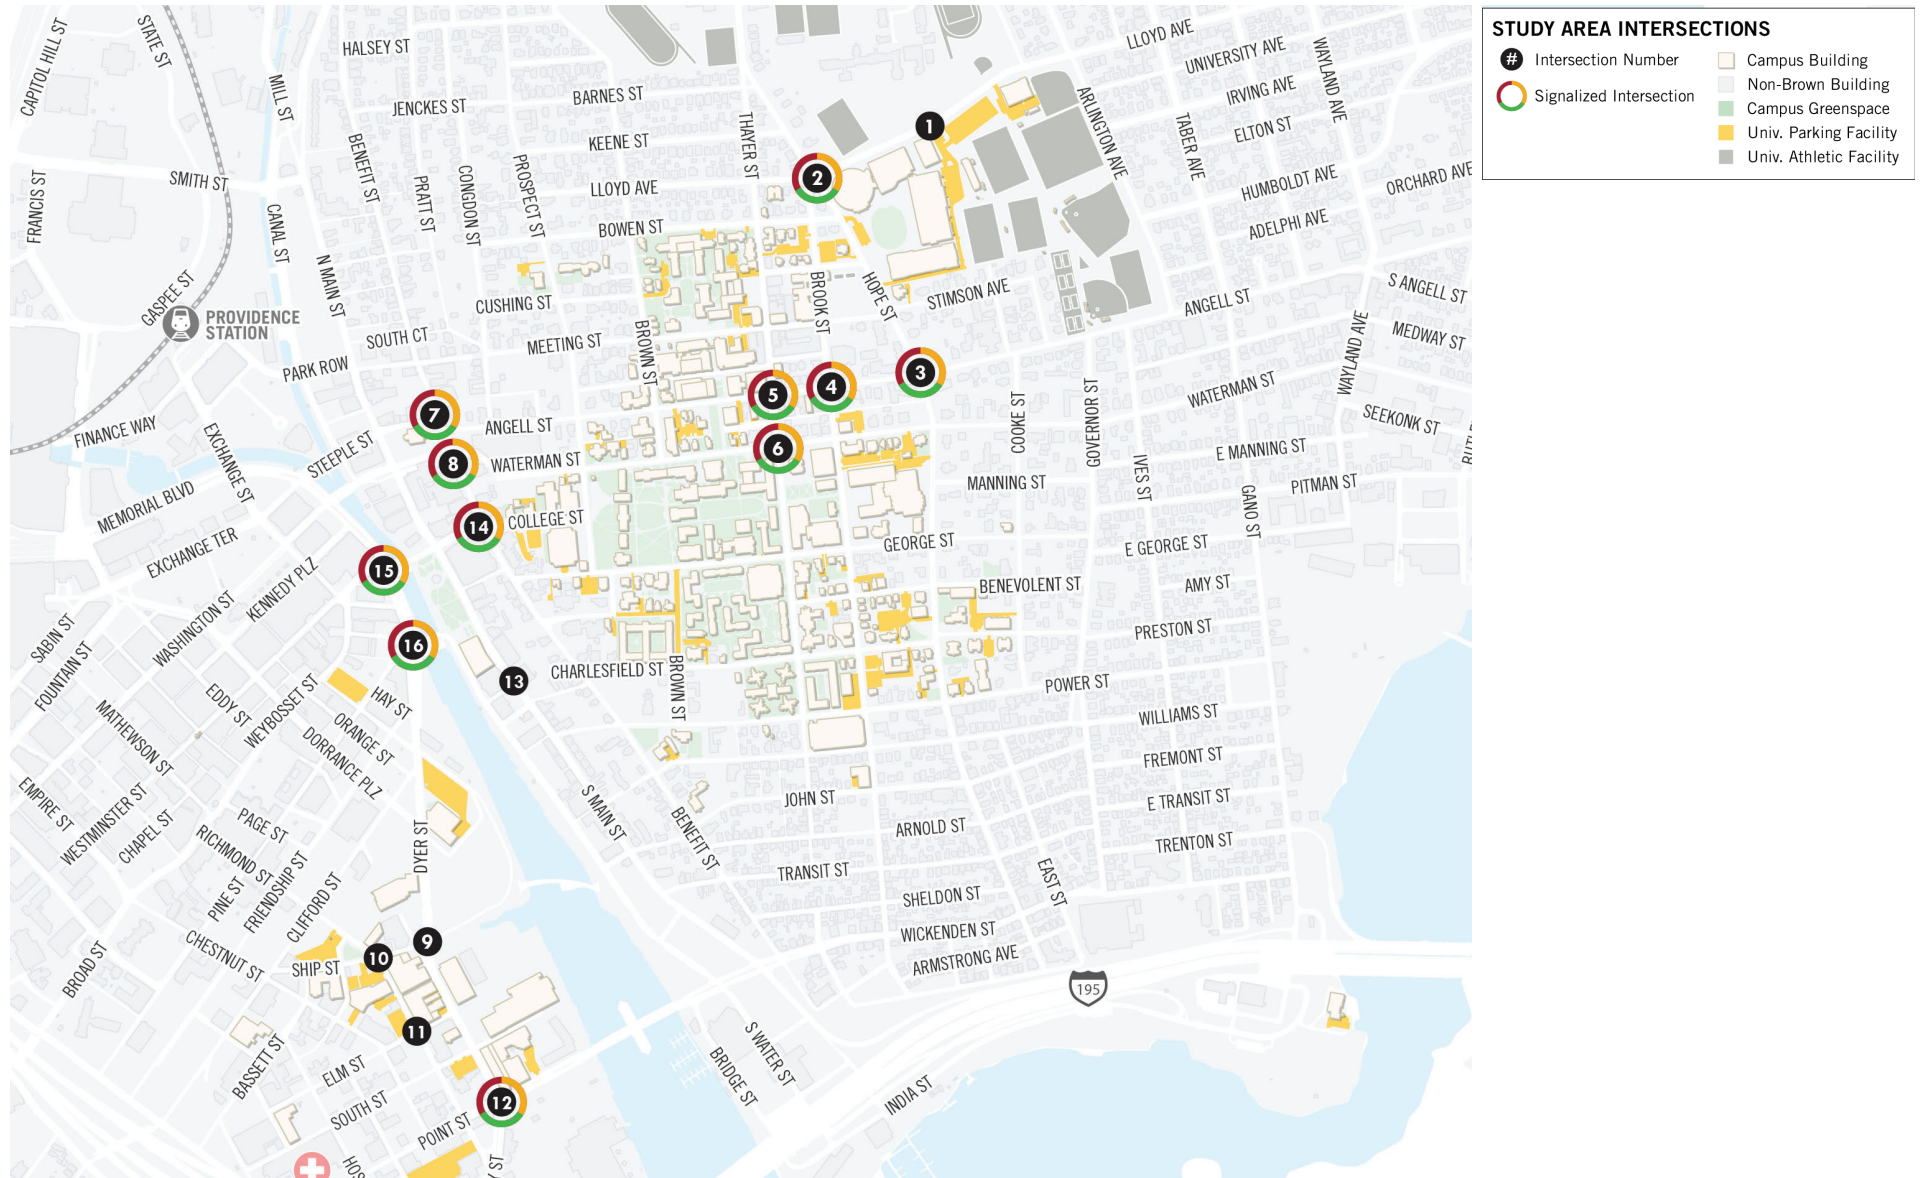 STUDY AREA INTERSECTIONS
# Intersection Number
Signalized Intersection
Campus Building
Non-Brown Building
Campus Greenspace
Univ. Parking Facility
Univ. Athletic Facility
CAPITOL HILL ST
STATE ST
HALSEY ST
MILL ST
LLOYD AVE
UNIVERSITY AVE
WAYLAND AVE
IRVING AVE
ELTON ST
JENCKES ST
BARNES ST
KEENE ST
THAYER ST
1
ARLINGTON AVE
TABER AVE
BENEFIT ST
SMITH ST
FRANCIS ST
CANAL ST
PRATT ST
CONGDON ST
PROSPECT ST
LLOYD AVE
2
HUMBOLDT AVE
ORCHARD AVE
ADELPHI AVE
BOWEN ST
N MAIN ST
GASPEE ST
PROVIDENCE
STATION
CUSHING ST
BROOK ST
HOPE ST
STIMSON AVE
ANGELL ST
S ANGELL ST
MEDWAY ST
SOUTH CT
MEETING ST
BROWN ST
PARK ROW
WAYLAND AVE
3
4
5
6
7
8
ANGELL ST
WATERMAN ST
COOKE ST
GOVERNOR ST
WATERMAN ST
SEEKONK ST
FINANCE WAY
EXCHANGE ST
STEEPLE ST
MEMORIAL BLVD
E MANNING ST
MANNING ST
IVES ST
GANO ST
PITMAN ST
14
COLLEGE ST
GEORGE ST
E GEORGE ST
EXCHANGE TER
KENNEDY PLZ
15
BENEVOLENT ST
AMY ST
SABIN ST
WASHINGTON ST
16
PRESTON ST
FOUNTAIN ST
13
CHARLESFIELD ST
BROWN ST
POWER ST
WEYBOSSET ST
HAY ST
EDDY ST
ORANGE ST
DORRANCE PLZ
MATHEWSON ST
WILLIAMS ST
FREMONT ST
E TRANSIT ST
TRENTON ST
JOHN ST
S MAIN ST
BENEFIT ST
ARNOLD ST
TRANSIT ST
EAST ST
SHELDON ST
WICKENDEN ST
ARMSTRONG AVE
EMPIRE ST
WESTMINSTER ST
CHAPEL ST
PAGE ST
RICHMOND ST
DYER ST
PINE ST
FRIENDSHIP ST
CLIFFORD ST
CHESTNUT ST
BROAD ST
9
10
SHIP ST
11
195
BASSETT ST
ELM ST
SOUTH ST
POINT ST
12
S WATER ST
BRIDGE ST
INDIA ST